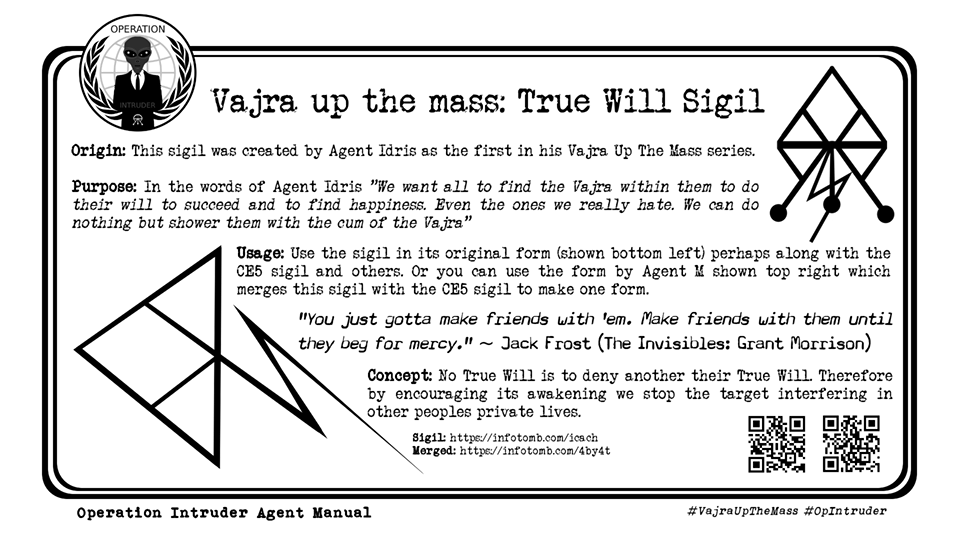 OPERATION
INTRUDER
Vajra up the mass: True Will Sigil
Origin: This sigil was created by Agent Idris as the first in his Vajra Up The Mass series.
Purpose: In the words of Agent Idris "We want all to find the Vajra within them to do
their will to succeed and to find happiness. Even the ones we really hate. We can do
nothing but shower them with the cum of the Vajra"
Usage: Use the sigil in its original form (shown bottom left) perhaps along with the
CE5 sigil and others. Or you can use the form by Agent M shown top right which
merges this sigil with the CE5 sigil to make one form.
"You just gotta make friends with 'em. Make friends with them until
they beg for mercy." ~ Jack Frost (The Invisibles: Grant Morrison)
Concept: No True Will is to deny another their True Will. Therefore
by encouraging its awakening we stop the target interfering in
other peoples private lives.
Sigil: https://infotomb.com/icach
Merged: https://infotomb.com/4by4t
Operation Intruder Agent Manual
#VajraUpTheMass #OpIntruder